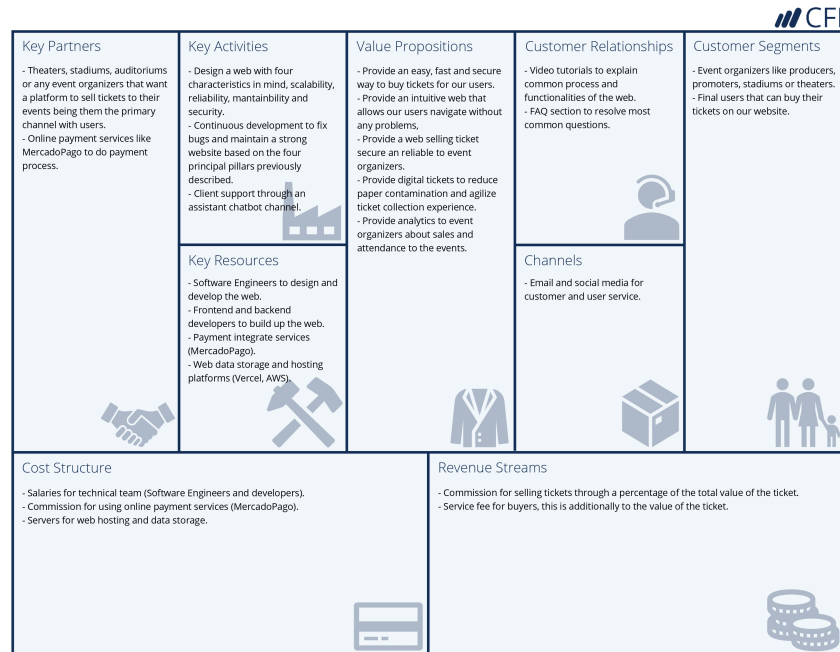 CFI
Key Partners
- Theaters, stadiums, auditoriums
or any event organizers that want
a platform to sell tickets to their
events being them the primary
channel with users.
- Online payment services like
MercadoPago to do payment
process.
Key Activities
- Design a web with four
characteristics in mind, scalability,
reliability, mantainbility and
security.
- Continuous development to fix
bugs and maintain a strong
website based on the four
principal pillars previously
described.
- Client support through an
assistant chatbot channel.
Key Resources
- Software Engineers to design and
develop the web.
- Frontend and backend
developers to build up the web.
- Payment integrate services
(MercadoPago).
- Web data storage and hosting
platforms (Vercel, AWS).
Value Propositions
- Provide an easy, fast and secure
way to buy tickets for our users.
- Provide an intuitive web that
allows our users navigate without
any problems,
- Provide a web selling ticket
secure an reliable to event
organizers.
- Provide digital tickets to reduce
paper contamination and agilize
ticket collection experience.
- Provide analytics to event
organizers about sales and
attendance to the events.
Customer Relationships
- Video tutorials to explain
common process and
functionalities of the web.
- FAQ section to resolve most
common questions.
Channels
- Email and social media for
customer and user service.
Customer Segments
- Event organizers like producers,
promoters, stadiums or theaters.
- Final users that can buy their
tickets on our website.
Cost Structure
- Salaries for technical team (Software Engineers and developers).
- Commission for using online payment services (MercadoPago).
- Servers for web hosting and data storage.
Revenue Streams
- Commission for selling tickets through a percentage of the total value of the ticket.
- Service fee for buyers, this is additionally to the value of the ticket.